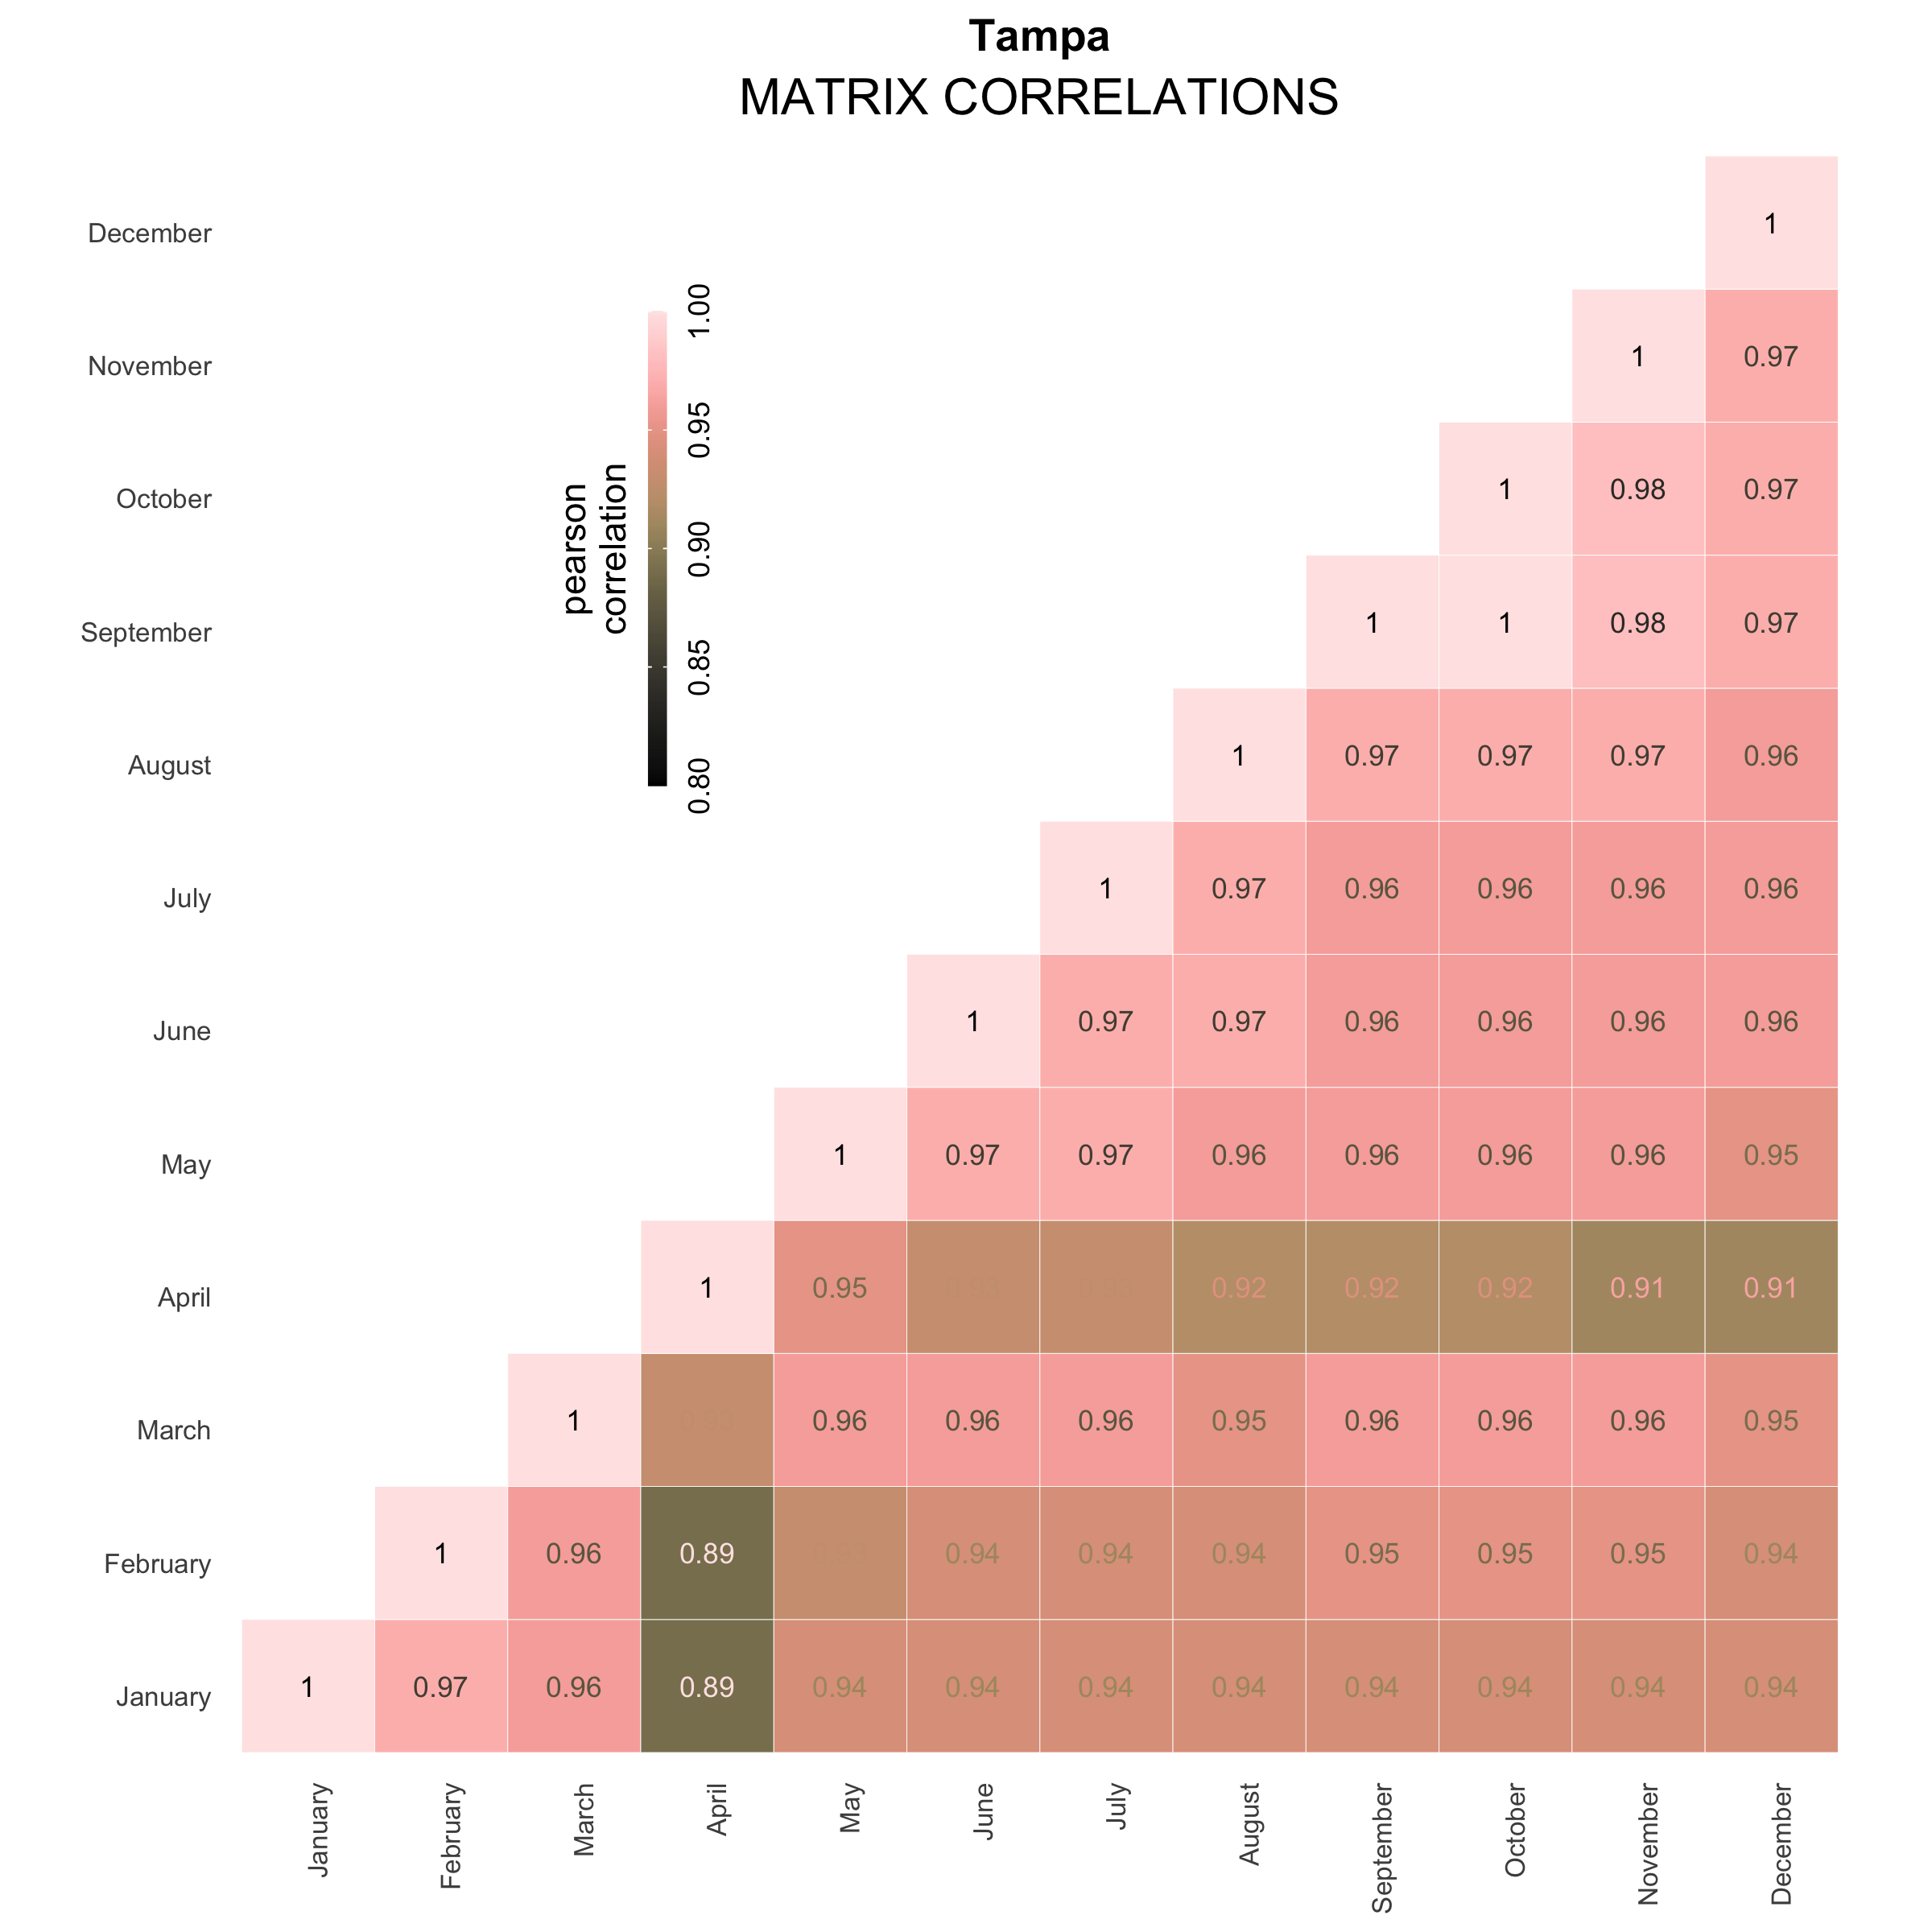 Tampa
MATRIX CORRELATIONS
pearson
correlation
1.00
0.95
0.90
0.85
0.80
December 1
November 1 0.97
October 1 0.98 0.97
September 1 1 0.98 0.97
August 1 0.97 0.97 0.97 0.96
July 1 0.97 0.96 0.96 0.96 0.96
June 1 0.97 0.97 0.96 0.96 0.96 0.96
May 1 0.97 0.97 0.96 0.96 0.96 0.96 0.95
April 1 0.95 0.92 0.92 0.92 0.91 0.91
March 1 0.96 0.96 0.96 0.95 0.96 0.96 0.96 0.95
February 1 0.96 0.89 0.94 0.94 0.94 0.95 0.95 0.95 0.94
January 1 0.97 0.96 0.89 0.94 0.94 0.94 0.94 0.94 0.94 0.94 0.94
January February March April May June July August September October November December